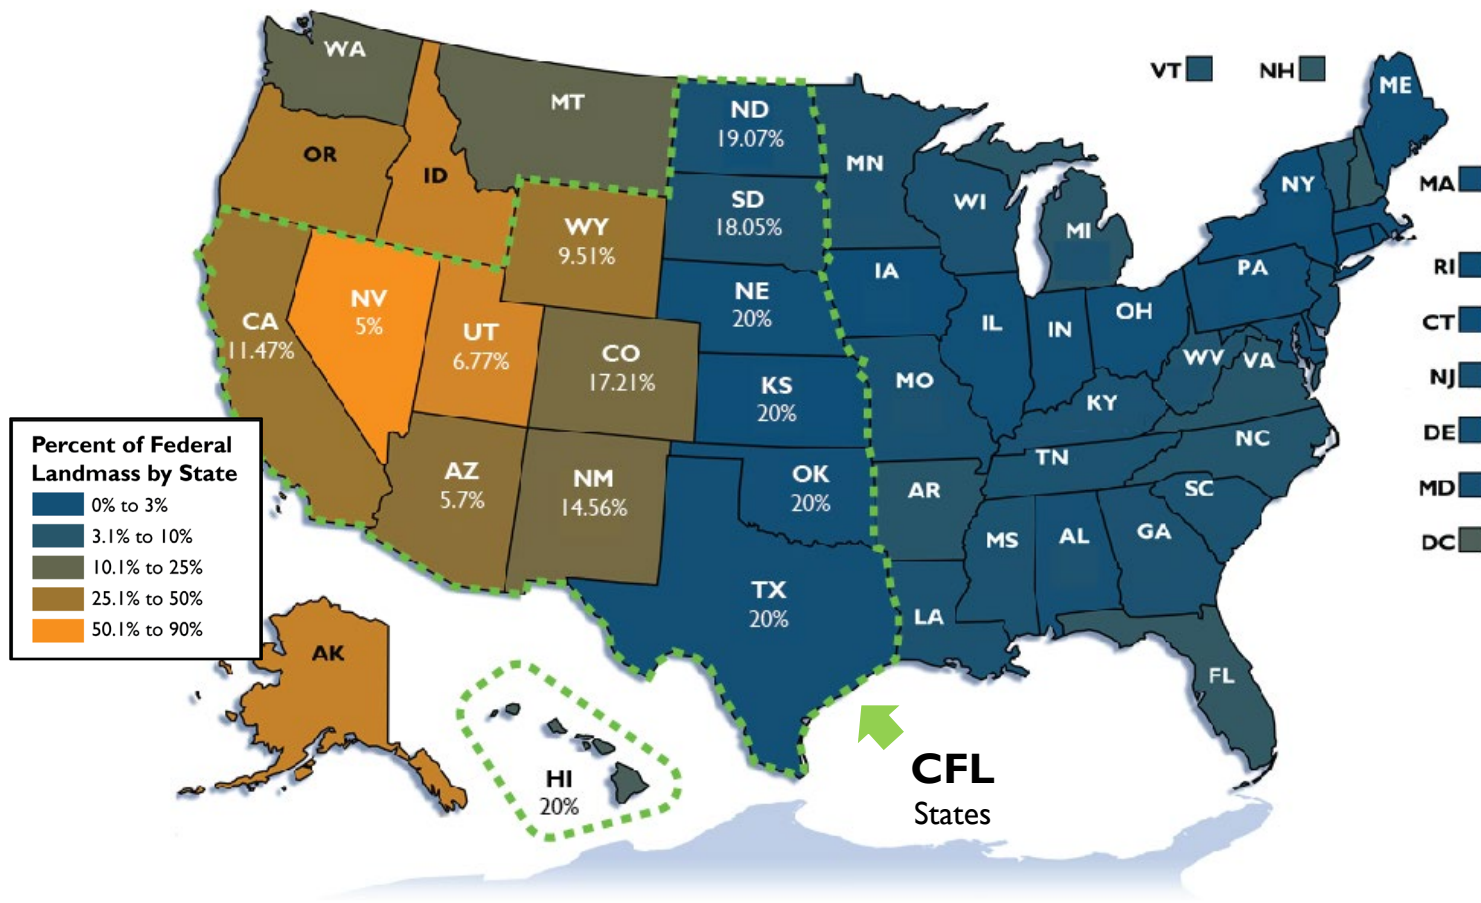 WA
MT
ND
19.07%
VT
NH
ME
OR
ID
MN
SD
18.05%
WI
MI
NY
MA
WY
9.51%
IA
PA
RI
NV
5%
NE
20%
CA
11.47%
UT
6.77%
CO
17.21%
IL
IN
OH
CT
KS
20%
MO
WV
VA
NJ
KY
Percent of Federal
Landmass by State
0% to 3%
3.1% to 10%
10.1% to 25%
25.1% to 50%
50.1% to 90%
AZ
5.7%
NM
14.56%
OK
20%
AR
TN
NC
DE
SC
MD
MS
AL
GA
DC
TX
20%
LA
AK
FL
HI
20%
CFL
States